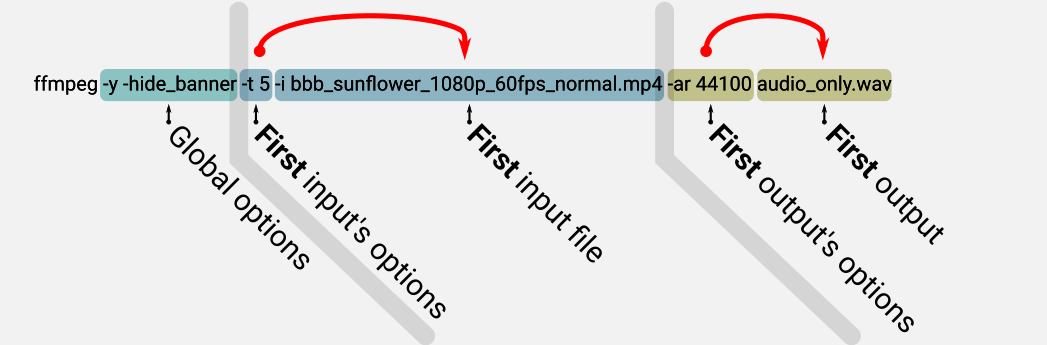 ffmpeg -y -hide_banner -t 5 -i bbb_sunflower_1080p_60fps_normal.mp4 -ar 44100 audio_only.wav
Global options
First input's options
First input file
First output's options
First output